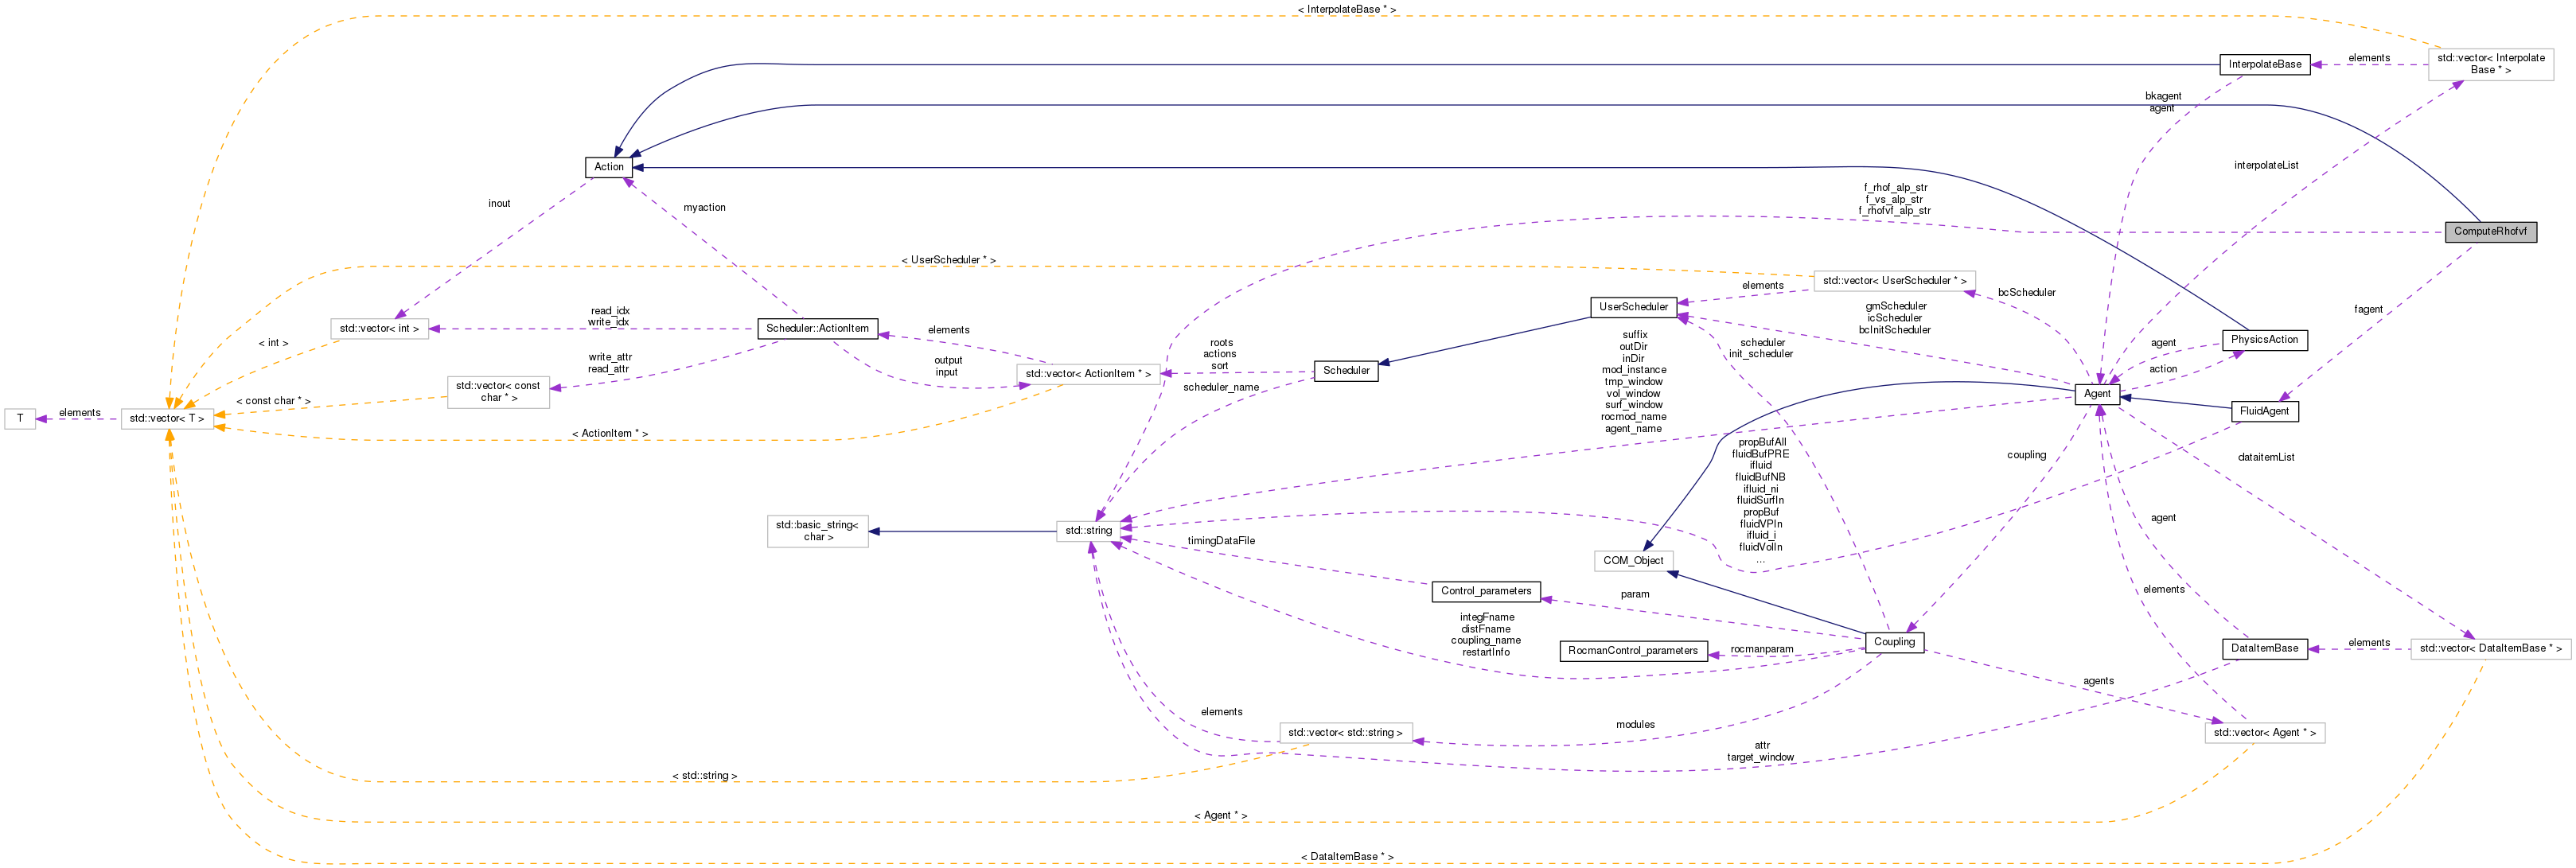 < InterpolateBase * >
InterpolateBase
elements
std::vector< Interpolate
Base * >
bkagent
agent
Action
interpolateList
inout
myaction
f_rhof_alp_str
f_vs_alp_str
f_rhofvf_alp_str
ComputeRhofvf
< UserScheduler * >
elements
std::vector< UserScheduler * >
bcScheduler
fagent
std::vector< int >
read_idx
write_idx
Scheduler::ActionItem
elements
UserScheduler
gmScheduler
icScheduler
bcInitScheduler
< int >
write_attr
read_attr
output
input
roots
actions
sort
suffix
outDir
inDir
mod_instance
tmp_window
vol_window
surf_window
rocmod_name
agent_name
scheduler
init_scheduler
PhysicsAction
agent
action
std::vector< ActionItem * >
Scheduler
scheduler_name
std::vector< const
char * >
< const char * >
Agent
FluidAgent
T
elements
std::vector< T >
< ActionItem * >
propBufAll
fluidBufPRE
ifluid
fluidBufNB
ifluid_ni
fluidSurfIn
propBuf
fluidVPIn
ifluid_i
fluidVolIn
...
coupling
dataitemList
std::basic_string<
char >
std::string
timingDataFile
COM_Object
agent
Control_parameters
param
elements
integFname
distFname
coupling_name
restartInfo
RocmanControl_parameters
rocmanparam
Coupling
DataItemBase
elements
std::vector< DataItemBase * >
agents
elements
std::vector< std::string >
modules
std::vector< Agent * >
attr
target_window
< std::string >
< Agent * >
< DataItemBase * >